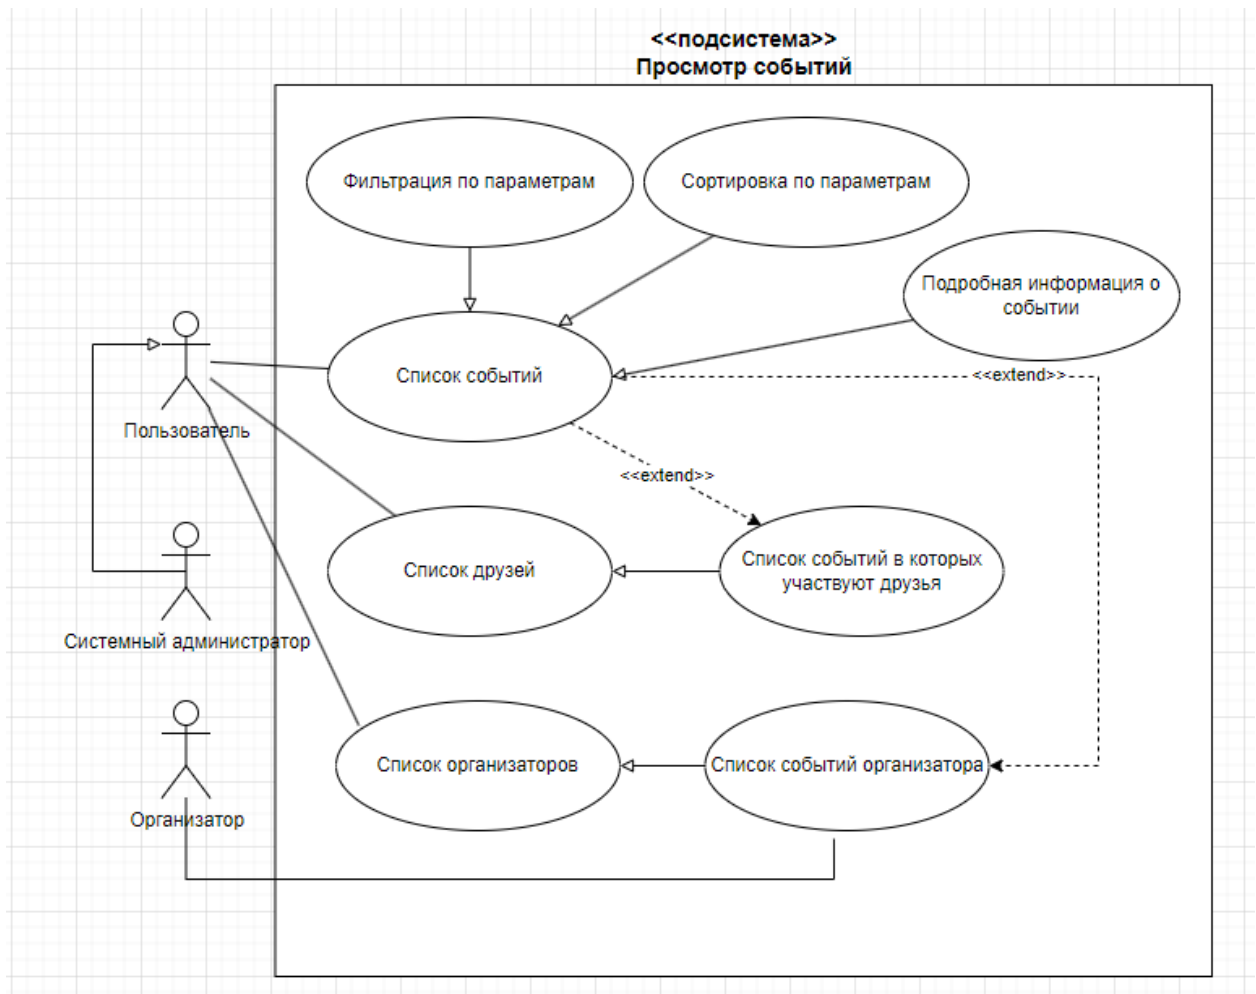 <<подсистема>>
Просмотр событий
Фильтрация по параметрам
Сортировка по параметрам
Подробная информация о
событии
Список событий
<<extend>>
Пользователь
<<extend>>
Список друзей
Список событий в которых
участвуют друзья
Системный администратор
Список организаторов
Список событий организатора
Организатор